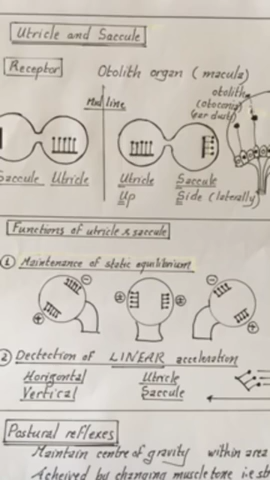 Utricle and Saccule
Receptor
Otolith organ (macula)
Midline
otolith
(otoconia)
(ear dust)
Saccule Utricle
Utricle Saccule
Up Side (laterally)
Functions of utricle & saccule
① Maintenance of static equilibrium
② Dectection of LINEAR acceleration
Horizontal Utricle
Vertical Saccule
Postural reflexes
Maintain centre of gravity within area
Acheived by changing muscle tone i.e.